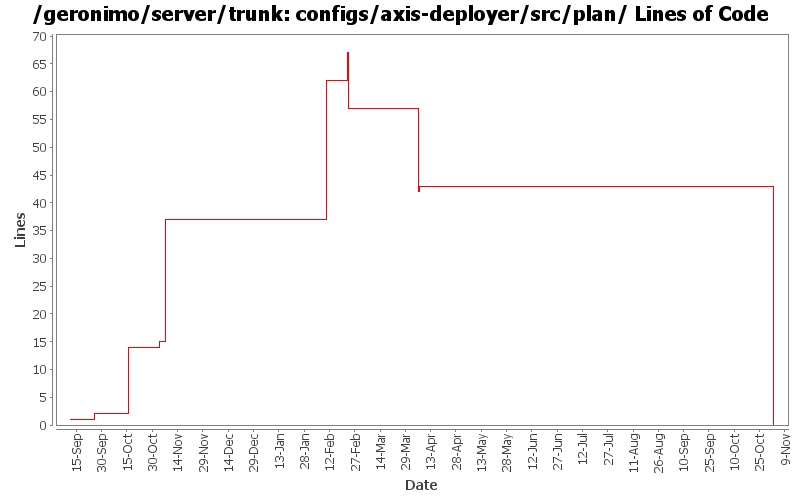 /geronimo/server/trunk: configs/axis-deployer/src/plan/ Lines of Code
70
65
60
55
50
45
40
35
30
25
20
15
10
5
0
Lines
15-Sep
30-Sep
15-Oct
30-Oct
14-Nov
29-Nov
14-Dec
29-Dec
13-Jan
28-Jan
12-Feb
27-Feb
14-Mar
29-Mar
13-Apr
28-Apr
13-May
28-May
12-Jun
27-Jun
12-Jul
27-Jul
11-Aug
26-Aug
10-Sep
25-Sep
10-Oct
25-Oct
9-Nov
Date